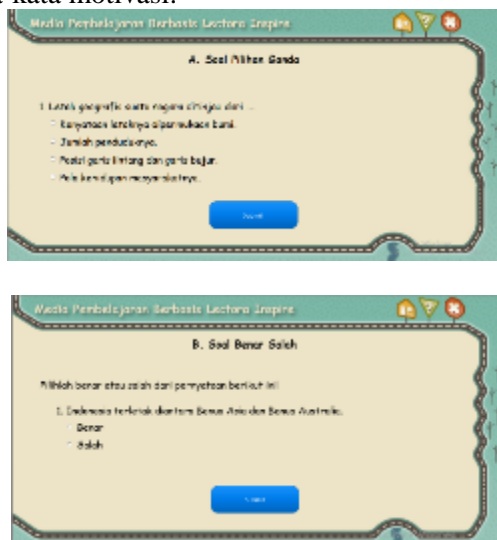 kata motivasi.
Media Pembelajaran Berbasis Lectora Inspire
A. Soal Pilihan Ganda
1. Letak geografis suatu negara ditinjau dari ...
Kenyataan letaknya dipermukaan bumi.
Jumlah penduduknya.
Posisi garis lintang dan garis bujur.
Pola kehidupan masyarakatnya.
Media Pembelajaran Berbasis Lectora Inspire
B. Soal Benar Salah
Pilihlah benar atau salah dari pernyataan berikut ini
1. Indonesia terletak diantara Benua Asia dan Benua Australia.
Benar
Salah